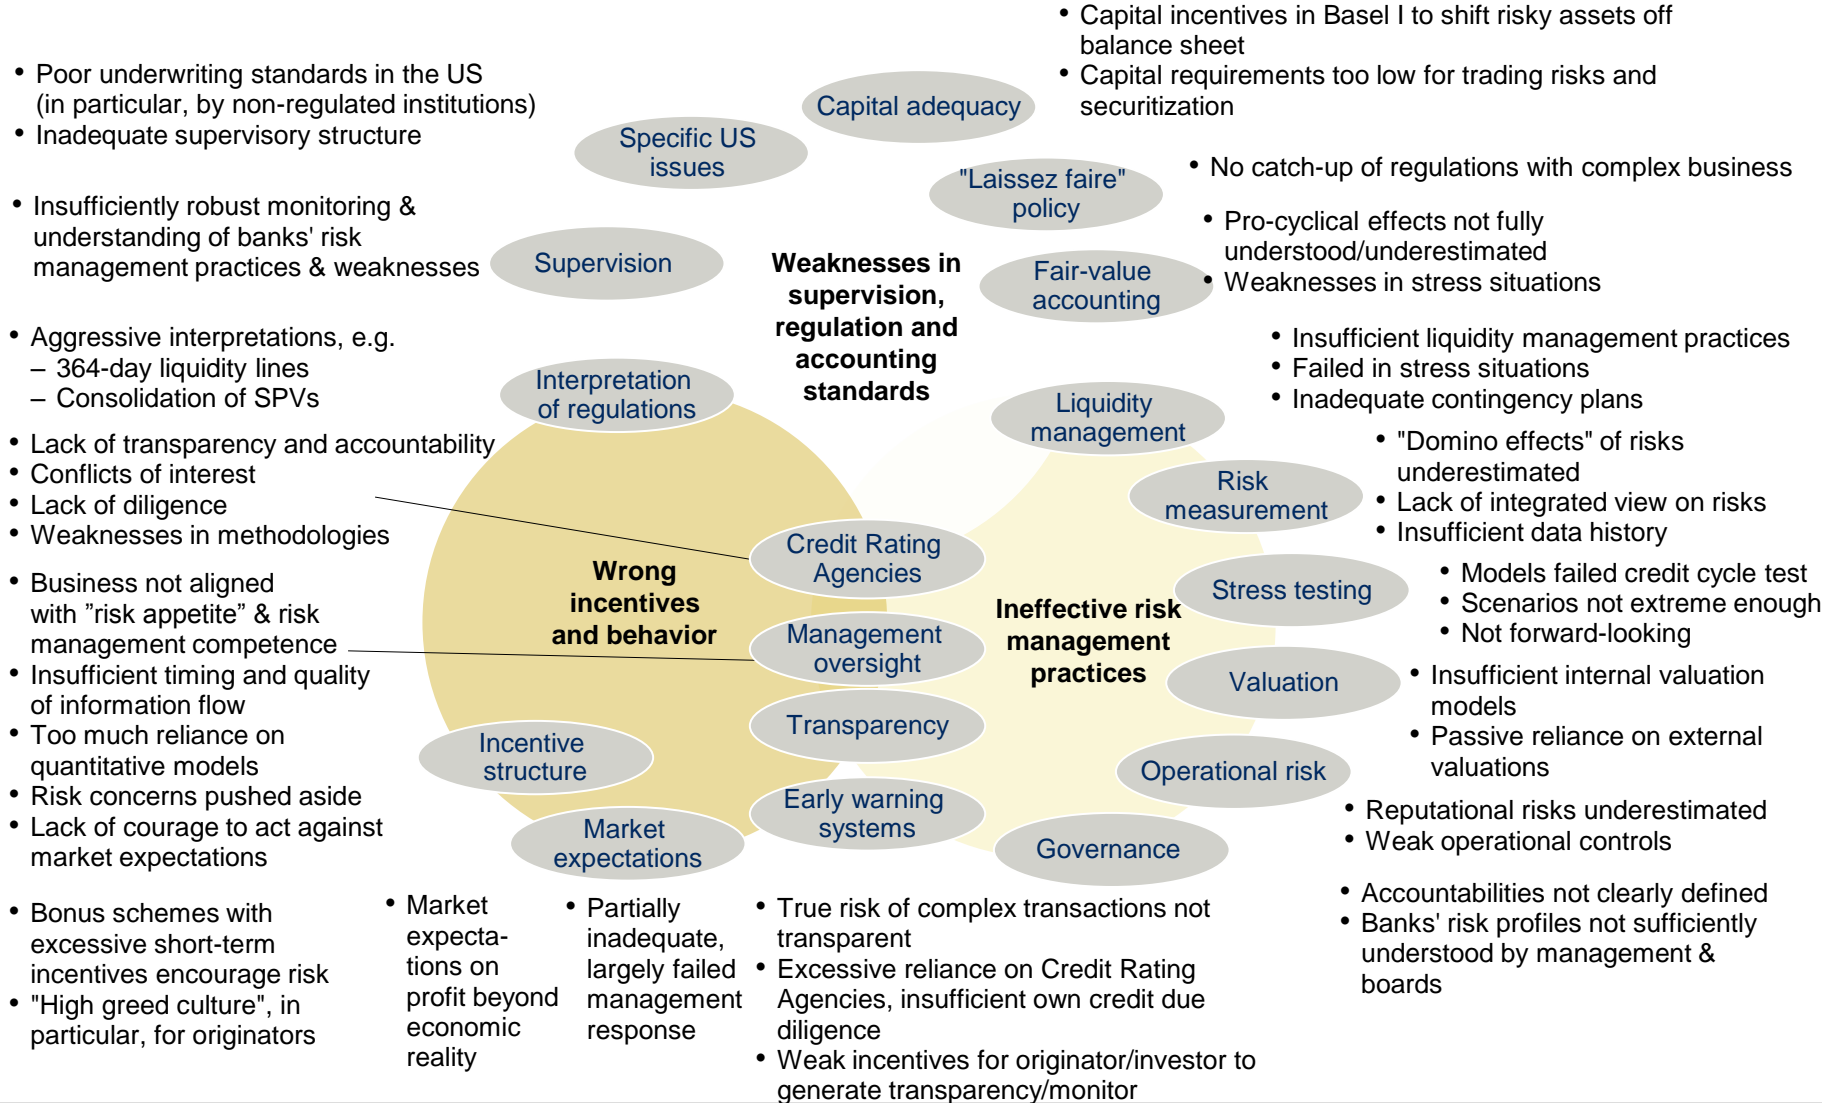 • Capital incentives in Basel I to shift risky assets off
balance sheet
• Capital requirements too low for trading risks and
securitization
• Poor underwriting standards in the US
(in particular, by non-regulated institutions)
• Inadequate supervisory structure
Capital adequacy
Specific US
issues
"Laissez faire"
policy
• No catch-up of regulations with complex business
• Insufficiently robust monitoring &
understanding of banks' risk
management practices & weaknesses
Supervision
Weaknesses in
supervision,
regulation and
accounting
standards
Fair-value
accounting
• Pro-cyclical effects not fully
understood/underestimated
• Weaknesses in stress situations
• Aggressive interpretations, e.g.
– 364-day liquidity lines
– Consolidation of SPVs
Interpretation
of regulations
Liquidity
management
• Insufficient liquidity management practices
• Failed in stress situations
• Inadequate contingency plans
• Lack of transparency and accountability
• Conflicts of interest
• Lack of diligence
• Weaknesses in methodologies
Risk
measurement
• "Domino effects" of risks
underestimated
• Lack of integrated view on risks
• Insufficient data history
Credit Rating
Agencies
Wrong
incentives
and behavior
Ineffective risk
management
practices
Stress testing
• Models failed credit cycle test
• Scenarios not extreme enough
• Not forward-looking
• Business not aligned
with ”risk appetite” & risk
management competence
• Insufficient timing and quality
of information flow
• Too much reliance on
quantitative models
• Risk concerns pushed aside
• Lack of courage to act against
market expectations
Management
oversight
Valuation
• Insufficient internal valuation
models
• Passive reliance on external
valuations
Transparency
Incentive
structure
Operational risk
• Reputational risks underestimated
• Weak operational controls
Early warning
systems
Market
expectations
Governance
• Accountabilities not clearly defined
• Banks' risk profiles not sufficiently
understood by management &
boards
• Bonus schemes with
excessive short-term
incentives encourage risk
• "High greed culture", in
particular, for originators
• Market
expecta-
tions on
profit beyond
economic
reality
• Partially
inadequate,
largely failed
management
response
• True risk of complex transactions not
transparent
• Excessive reliance on Credit Rating
Agencies, insufficient own credit due
diligence
• Weak incentives for originator/investor to
generate transparency/monitor